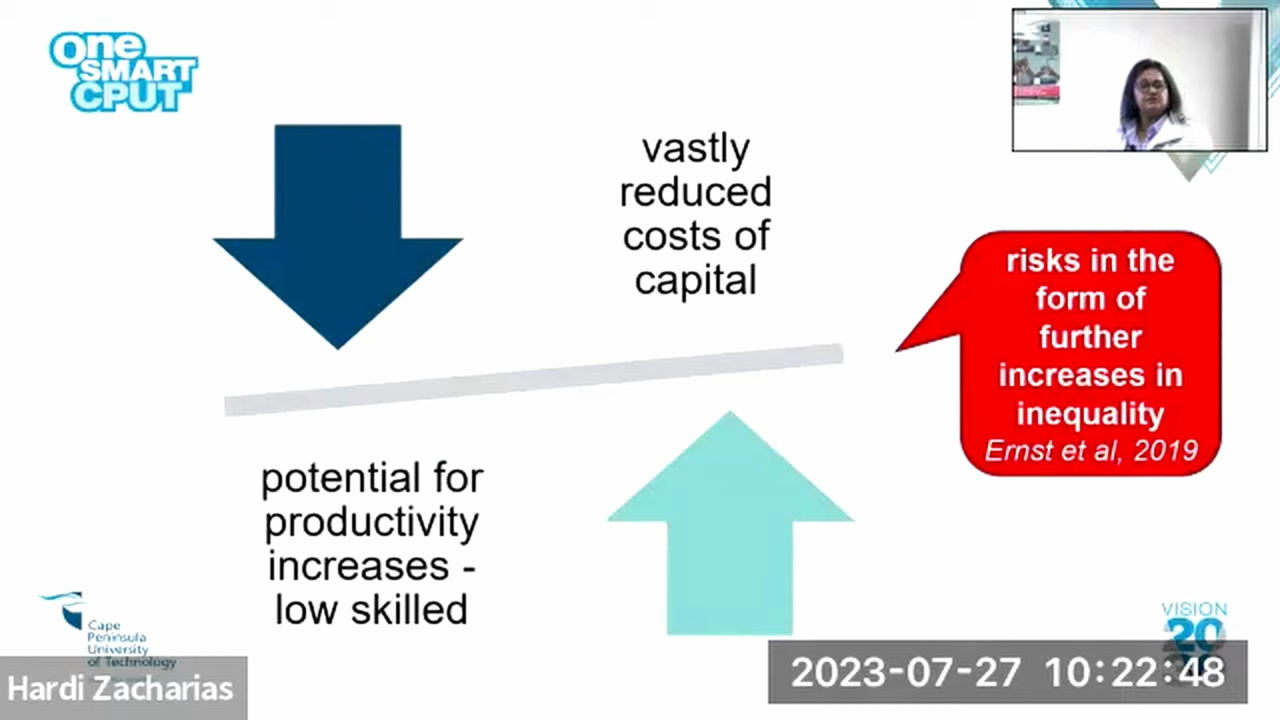 One
SMART
CPUT
vastly
reduced
costs of
capital
risks in the
form of
further
increases in
inequality
Ernst et al, 2019
potential for
productivity
increases -
low skilled
Cape
Peninsula
University
of Technology
VISION
20
Hardi Zacharias
2023-07-27 10:22:48